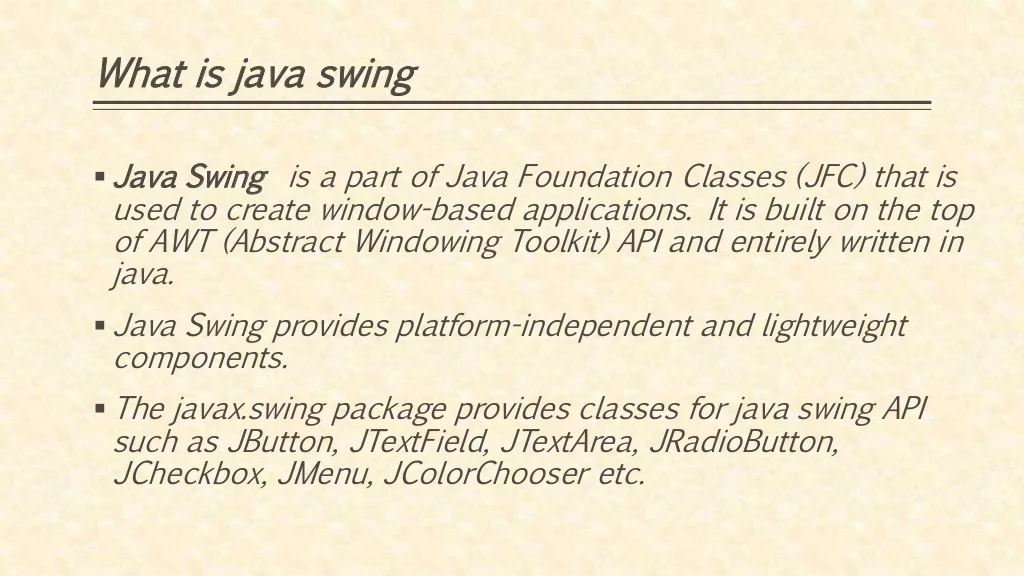 What is java swing
▪ Java Swing is a part of Java Foundation Classes (JFC) that is
used to create window-based applications. It is built on the top
of AWT (Abstract Windowing Toolkit) API and entirely written in
java.
▪ Java Swing provides platform-independent and lightweight
components.
▪ The javax.swing package provides classes for java swing API
such as JButton, JTextField, JTextArea, JRadioButton,
JCheckbox, JMenu, JColorChooser etc.